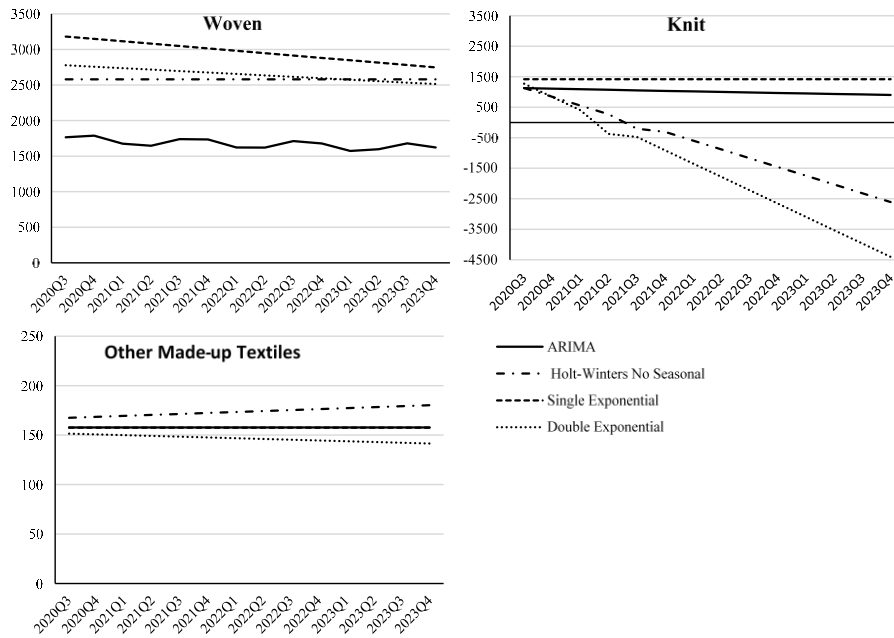 Woven
3500
3000
2500
2000
1500
1000
500
0
2020Q3
2020Q4
2021Q1
2021Q2
2021Q3
2021Q4
2022Q1
2022Q2
2022Q3
2022Q4
2023Q1
2023Q2
2023Q3
2023Q4
Knit
3500
2500
1500
500
-500
-1500
-2500
-3500
-4500
2020Q3
2020Q4
2021Q1
2021Q2
2021Q3
2021Q4
2022Q1
2022Q2
2022Q3
2022Q4
2023Q1
2023Q2
2023Q3
2023Q4
Other Made-up Textiles
250
200
150
100
50
0
2020Q3
2020Q4
2021Q1
2021Q2
2021Q3
2021Q4
2022Q1
2022Q2
2022Q3
2022Q4
2023Q1
2023Q2
2023Q3
2023Q4
ARIMA
Holt-Winters No Seasonal
Single Exponential
Double Exponential